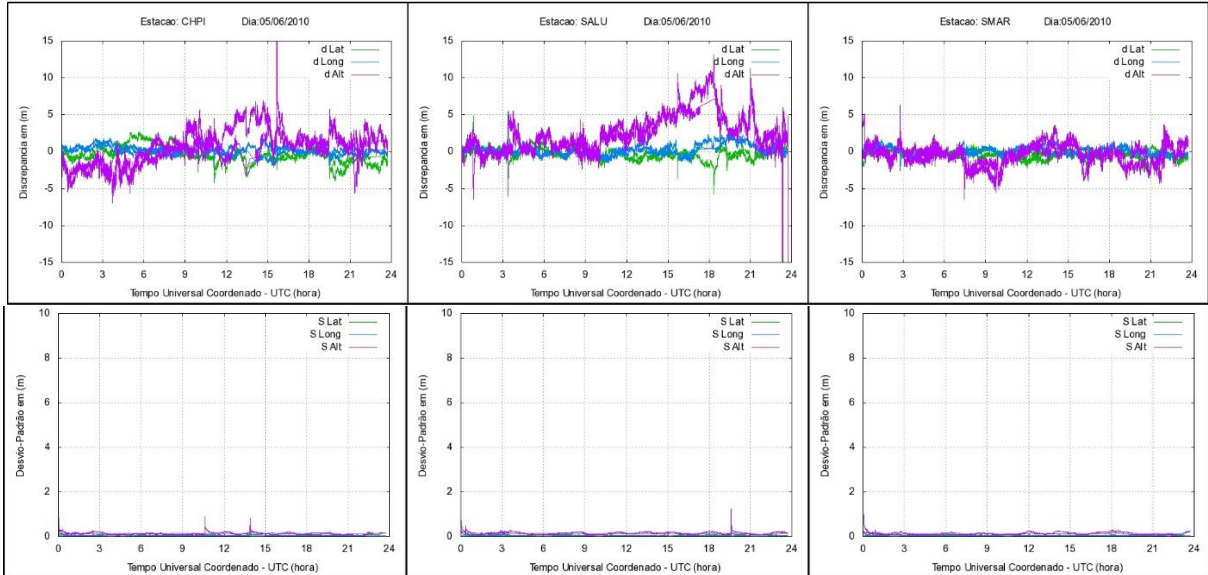 Estacao: CHPI Dia:05/06/2010
15
10
5
0
-5
-10
-15
Discrepancia em (m)
d Lat
d Long
d Alt
0 3 6 9 12 15 18 21 24
Tempo Universal Coordenado - UTC (hora)
Estacao: SALU Dia:05/06/2010
15
10
5
0
-5
-10
-15
Discrepancia em (m)
d Lat
d Long
d Alt
0 3 6 9 12 15 18 21 24
Tempo Universal Coordenado - UTC (hora)
Estacao: SMAR Dia:05/06/2010
15
10
5
0
-5
-10
-15
Discrepancia em (m)
d Lat
d Long
d Alt
0 3 6 9 12 15 18 21 24
Tempo Universal Coordenado - UTC (hora)
10
8
6
4
2
0
Desvio-Padrão em (m)
S Lat
S Long
S Alt
0 3 6 9 12 15 18 21 24
Tempo Universal Coordenado - UTC (hora)
10
8
6
4
2
0
Desvio-Padrão em (m)
S Lat
S Long
S Alt
0 3 6 9 12 15 18 21 24
Tempo Universal Coordenado - UTC (hora)
10
8
6
4
2
0
Desvio-Padrão em (m)
S Lat
S Long
S Alt
0 3 6 9 12 15 18 21 24
Tempo Universal Coordenado - UTC (hora)